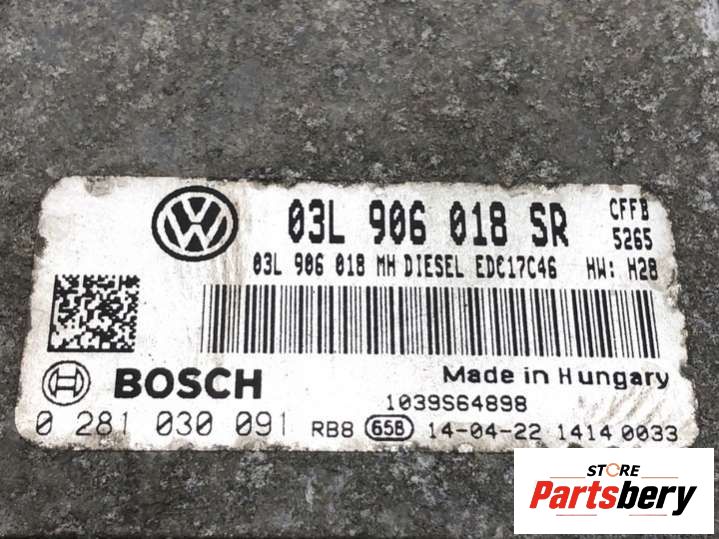 03L 906 018 SR CFFB
5265
03L 906 018 MH DIESEL EDC17C46 HW: H28
BOSCH Made in Hungary
1039S64898
0 281 030 091 RB8 658 14-04-22 1414 0033
STORE
Partsbery